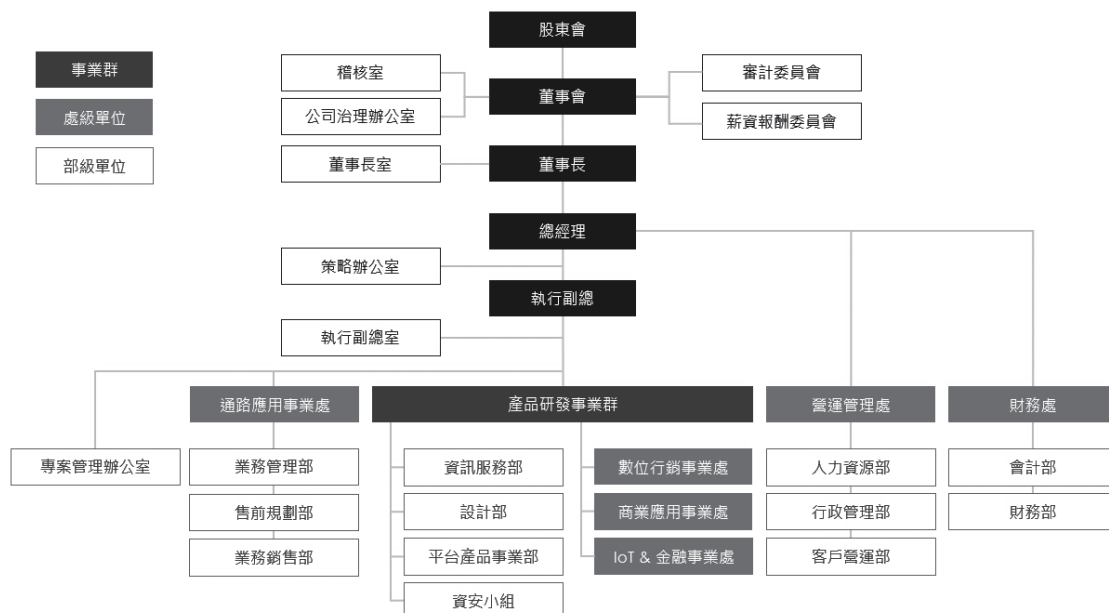 股東會
事業群
處級單位
部級單位
稽核室
公司治理辦公室
董事會
審計委員會
薪資報酬委員會
董事長室
董事長
總經理
策略辦公室
執行副總
執行副總室
通路應用事業處
產品研發事業群
營運管理處
財務處
專案管理辦公室
業務管理部
資訊服務部
數位行銷事業處
人力資源部
會計部
售前規劃部
設計部
商業應用事業處
行政管理部
財務部
業務銷售部
平台產品事業部
IoT & 金融事業處
客戶營運部
資安小組